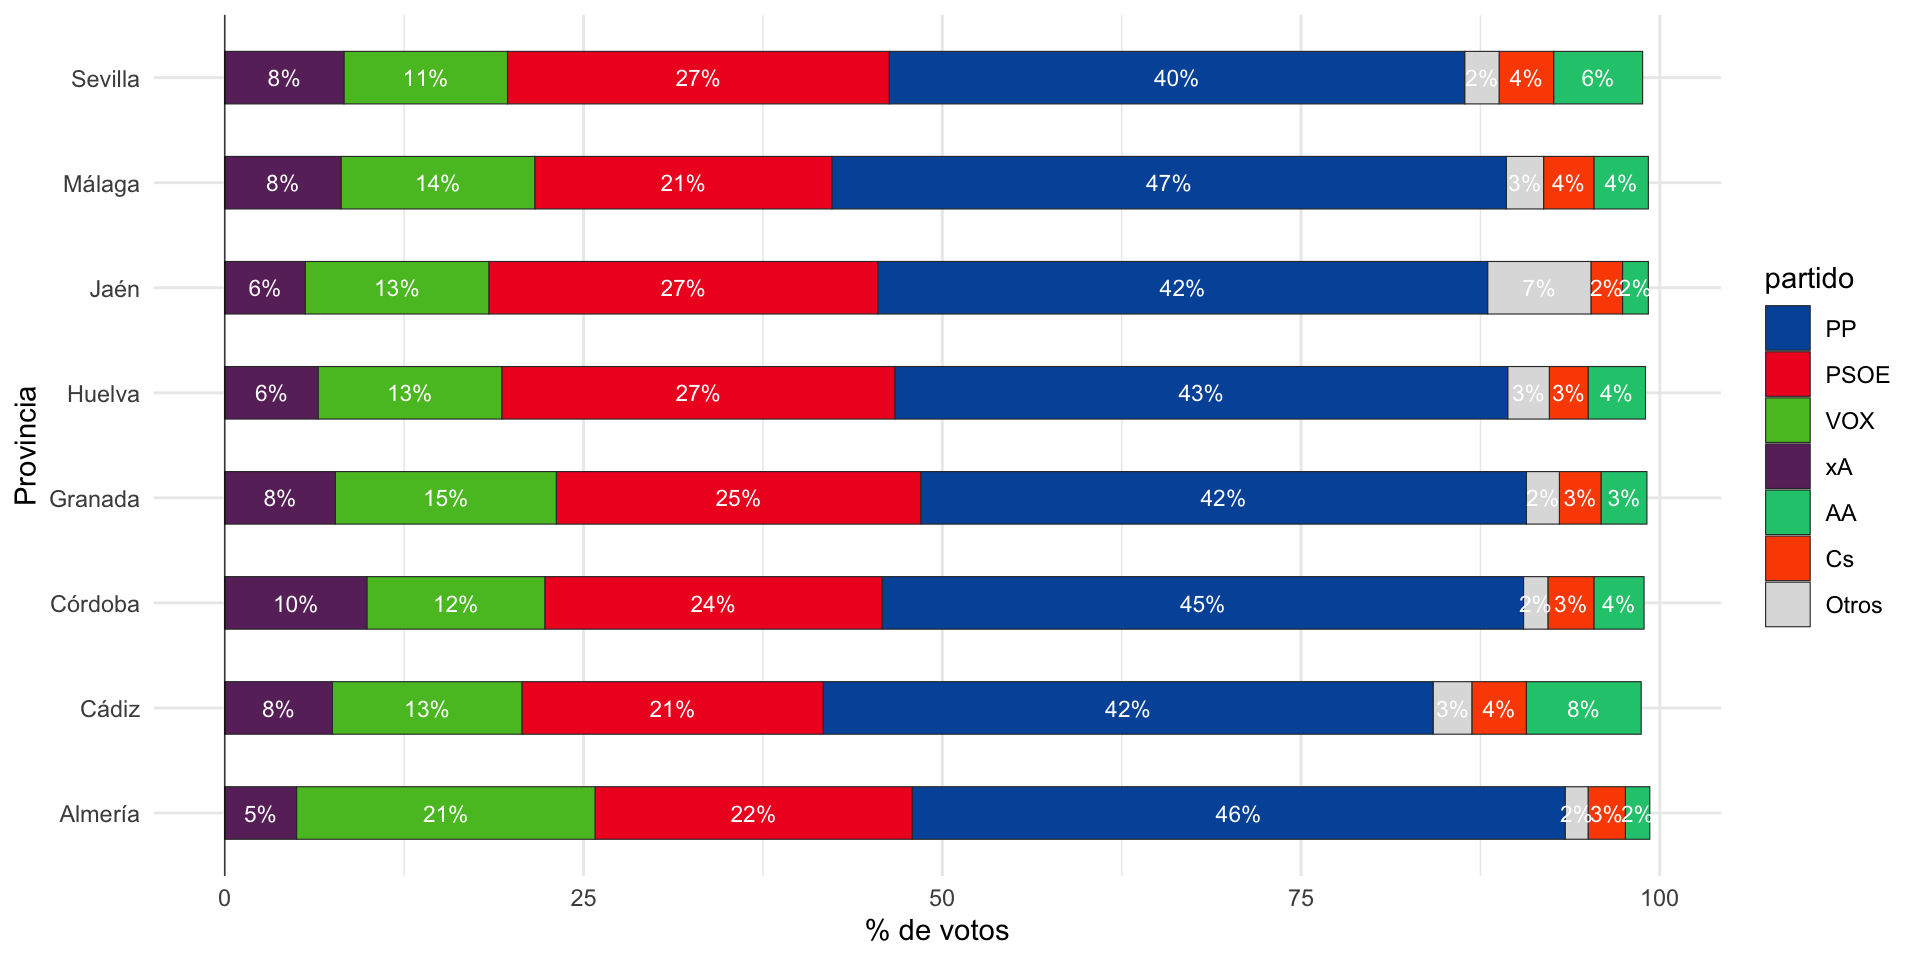 Sevilla 8% 11% 27% 40% 2% 4% 6%
Málaga 8% 14% 21% 47% 3% 4% 4%
Jaén 6% 13% 27% 42% 7% 2% 2%
Huelva 6% 13% 27% 43% 3% 3% 4%
Granada 8% 15% 25% 42% 2% 3% 3%
Córdoba 10% 12% 24% 45% 2% 3% 4%
Cádiz 8% 13% 21% 42% 3% 4% 8%
Almería 5% 21% 22% 46% 2% 3% 2%
0 25 50 75 100
% de votos
Provincia
partido
PP
PSOE
VOX
xA
AA
Cs
Otros